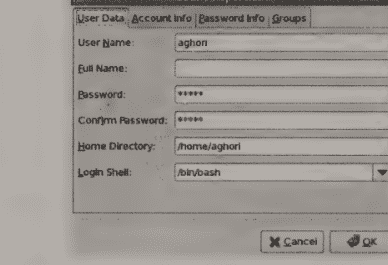 User Data Account Info Password Info Groups
User Name: aghori
Full Name:
Password: *****
Confirm Password: *****
Home Directory: /home/aghori
Login Shell: /bin/bash
Cancel OK